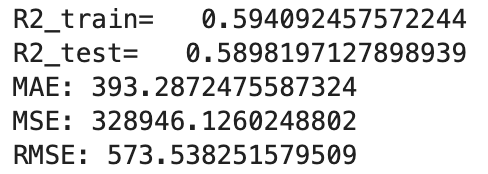 R2_train=   0.594092457572244
R2_test=   0.5898197127898939
MAE: 393.2872475587324
MSE: 328946.1260248802
RMSE: 573.538251579509